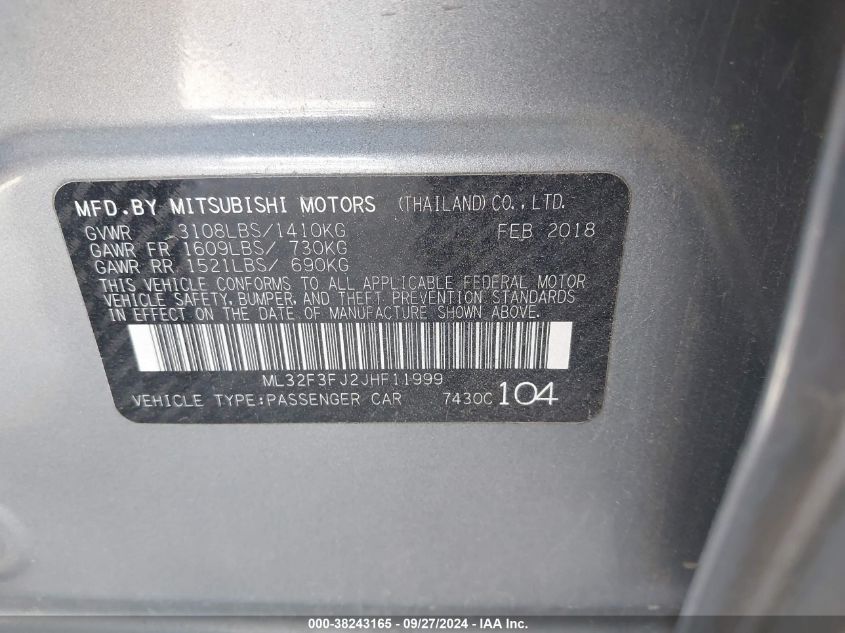 MFD.BY MITSUBISHI MOTORS (THAILAND)CO.,LTD.
GVWR 3108LBS/1410KG FEB 2018
GAWR FR 1609LBS/ 730KG
GAWR RR 1521LBS/ 690KG
THIS VEHICLE CONFORMS TO ALL APPLICABLE FEDERAL MOTOR
VEHICLE SAFETY, BUMPER, AND THEFT PREVENTION STANDARDS
IN EFFECT ON THE DATE OF MANUFACTURE SHOWN ABOVE.
ML32F3FJ2JHF11999
VEHICLE TYPE:PASSENGER CAR 7430C 104
000-38243165 - 09/27/2024 - IAA Inc.